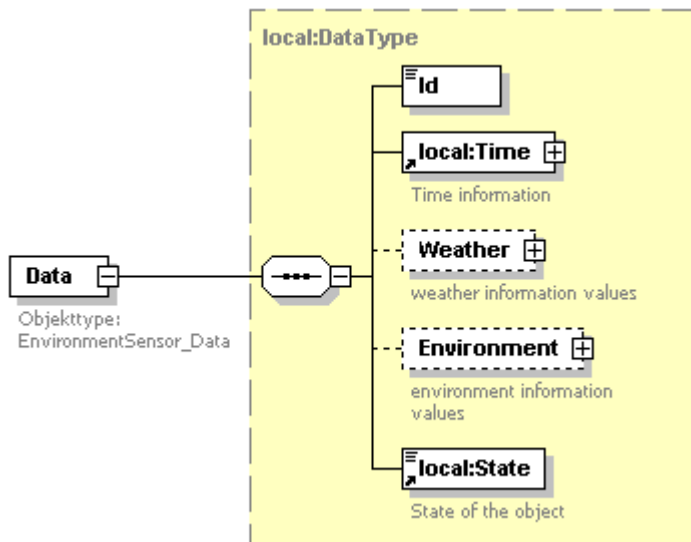 local:DataType
Id
local:Time
Time information
Weather
weather information values
Data
Objekttype:
EnvironmentSensor_Data
Environment
environment information
values
local:State
State of the object